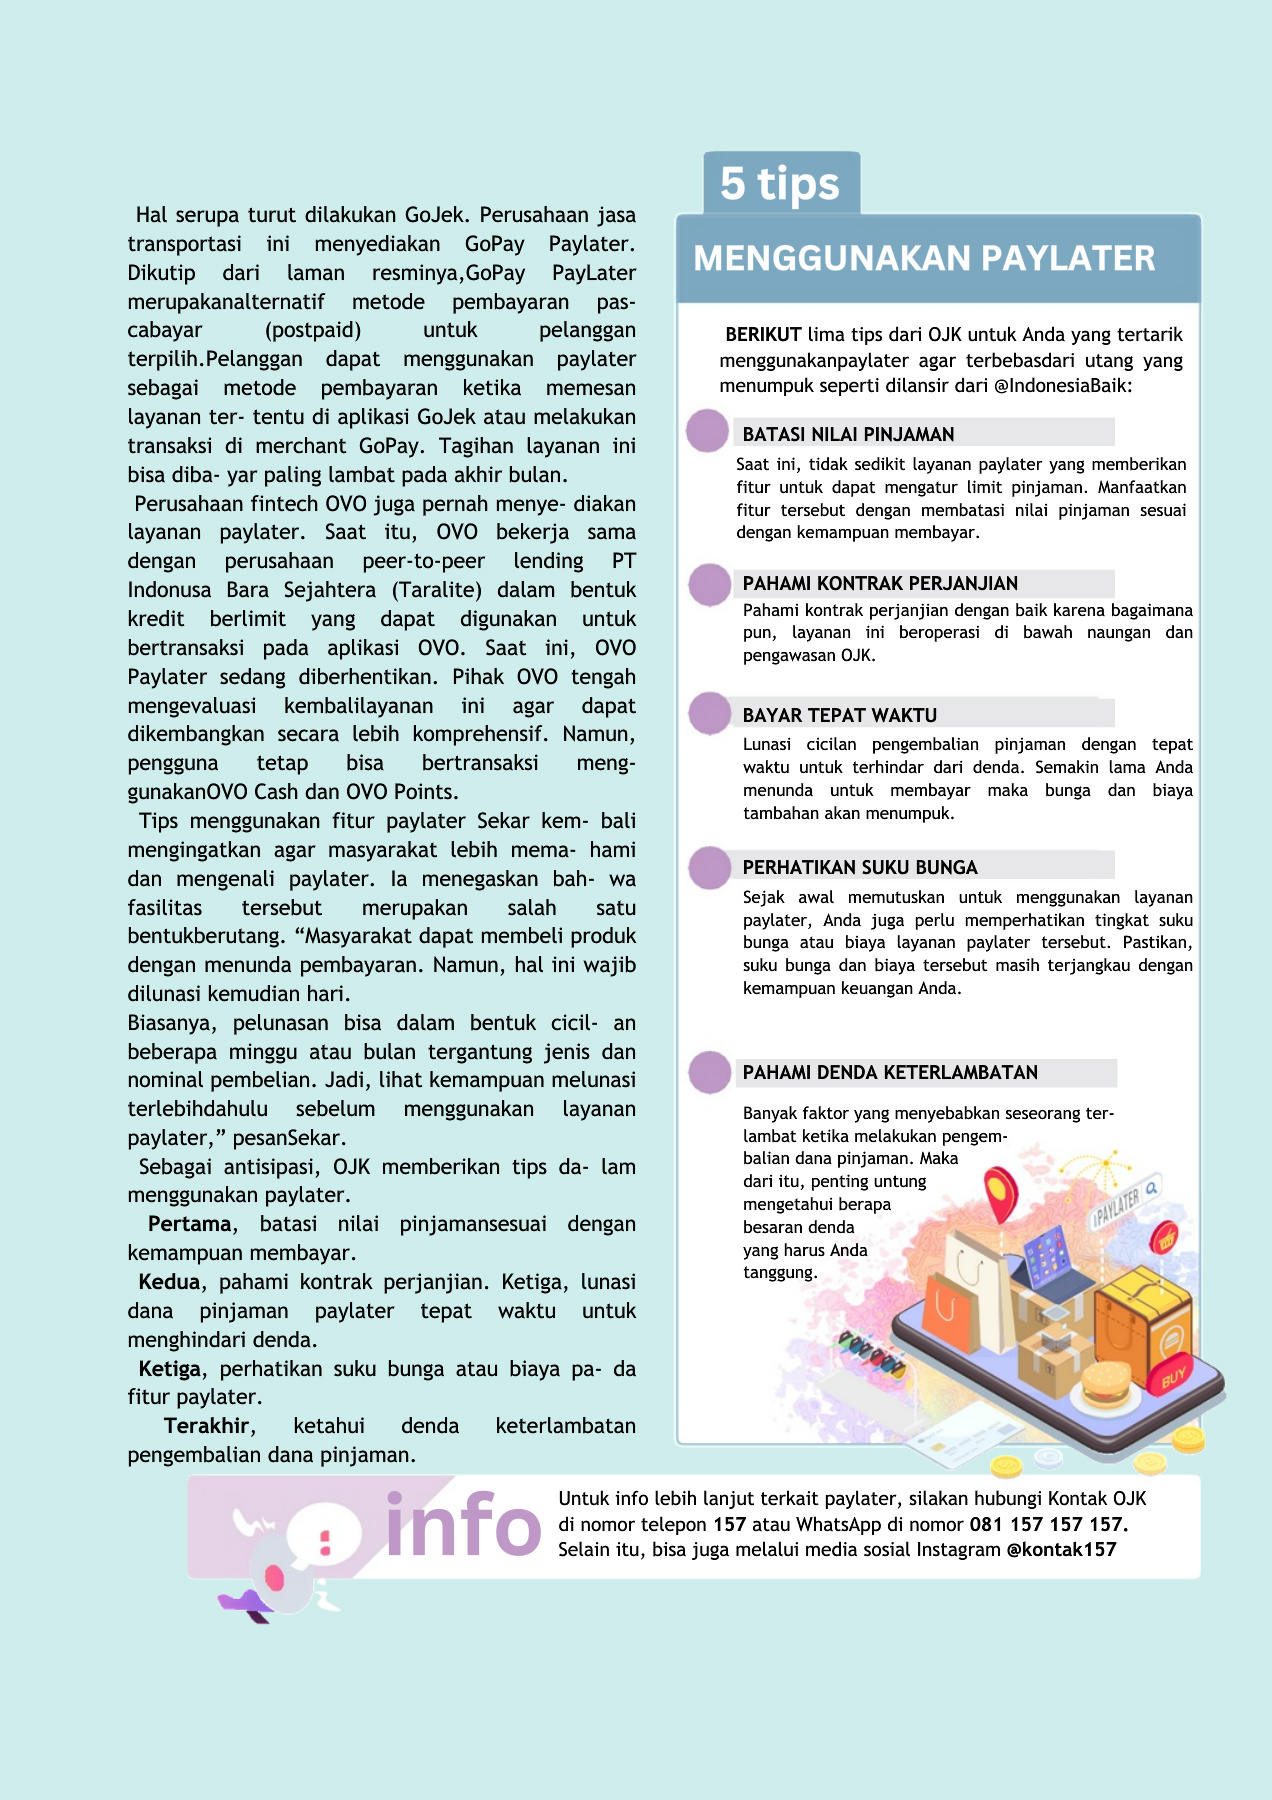 Hal serupa turut dilakukan GoJek. Perusahaan jasa
transportasi ini menyediakan GoPay Paylater.
Dikutip dari laman resminya,GoPay PayLater
merupakanalternatif metode pembayaran pas-
cabayar (postpaid) untuk pelanggan
terpilih.Pelanggan dapat menggunakan paylater
sebagai metode pembayaran ketika memesan
layanan ter- tentu di aplikasi GoJek atau melakukan
transaksi di merchant GoPay. Tagihan layanan ini
bisa diba- yar paling lambat pada akhir bulan.
Perusahaan fintech OVO juga pernah menye- diakan
layanan paylater. Saat itu, OVO bekerja sama
dengan perusahaan peer-to-peer lending PT
Indonusa Bara Sejahtera (Taralite) dalam bentuk
kredit berlimit yang dapat digunakan untuk
bertransaksi pada aplikasi OVO. Saat ini, OVO
Paylater sedang diberhentikan. Pihak OVO tengah
mengevaluasi kembalilayanan ini agar dapat
dikembangkan secara lebih komprehensif. Namun,
pengguna tetap bisa bertransaksi meng-
gunakanOVO Cash dan OVO Points.
Tips menggunakan fitur paylater Sekar kem- bali
mengingatkan agar masyarakat lebih mema- hami
dan mengenali paylater. Ia menegaskan bah- wa
fasilitas tersebut merupakan salah satu
bentukberutang. “Masyarakat dapat membeli produk
dengan menunda pembayaran. Namun, hal ini wajib
dilunasi kemudian hari.
Biasanya, pelunasan bisa dalam bentuk cicil- an
beberapa minggu atau bulan tergantung jenis dan
nominal pembelian. Jadi, lihat kemampuan melunasi
terlebihdahulu sebelum menggunakan layanan
paylater,” pesanSekar.
Sebagai antisipasi, OJK memberikan tips da- lam
menggunakan paylater.
Pertama, batasi nilai pinjamansesuai dengan
kemampuan membayar.
Kedua, pahami kontrak perjanjian. Ketiga, lunasi
dana pinjaman paylater tepat waktu untuk
menghindari denda.
Ketiga, perhatikan suku bunga atau biaya pa- da
fitur paylater.
Terakhir, ketahui denda keterlambatan
pengembalian dana pinjaman.
5 tips
MENGGUNAKAN PAYLATER
BERIKUT lima tips dari OJK untuk Anda yang tertarik
menggunakanpaylater agar terbebasdari utang yang
menumpuk seperti dilansir dari @IndonesiaBaik:
BATASI NILAI PINJAMAN
Saat ini, tidak sedikit layanan paylater yang memberikan
fitur untuk dapat mengatur limit pinjaman. Manfaatkan
fitur tersebut dengan membatasi nilai pinjaman sesuai
dengan kemampuan membayar.
PAHAMI KONTRAK PERJANJIAN
Pahami kontrak perjanjian dengan baik karena bagaimana
pun, layanan ini beroperasi di bawah naungan dan
pengawasan OJK.
BAYAR TEPAT WAKTU
Lunasi cicilan pengembalian pinjaman dengan tepat
waktu untuk terhindar dari denda. Semakin lama Anda
menunda untuk membayar maka bunga dan biaya
tambahan akan menumpuk.
PERHATIKAN SUKU BUNGA
Sejak awal memutuskan untuk menggunakan layanan
paylater, Anda juga perlu memperhatikan tingkat suku
bunga atau biaya layanan paylater tersebut. Pastikan,
suku bunga dan biaya tersebut masih terjangkau dengan
kemampuan keuangan Anda.
PAHAMI DENDA KETERLAMBATAN
Banyak faktor yang menyebabkan seseorang ter-
lambat ketika melakukan pengem-
balian dana pinjaman. Maka
dari itu, penting untung
mengetahui berapa
besaran denda
yang harus Anda
tanggung.
PAYLATER
BUY
info
Untuk info lebih lanjut terkait paylater, silakan hubungi Kontak OJK
di nomor telepon 157 atau WhatsApp di nomor 081 157 157 157.
Selain itu, bisa juga melalui media sosial Instagram @kontak157